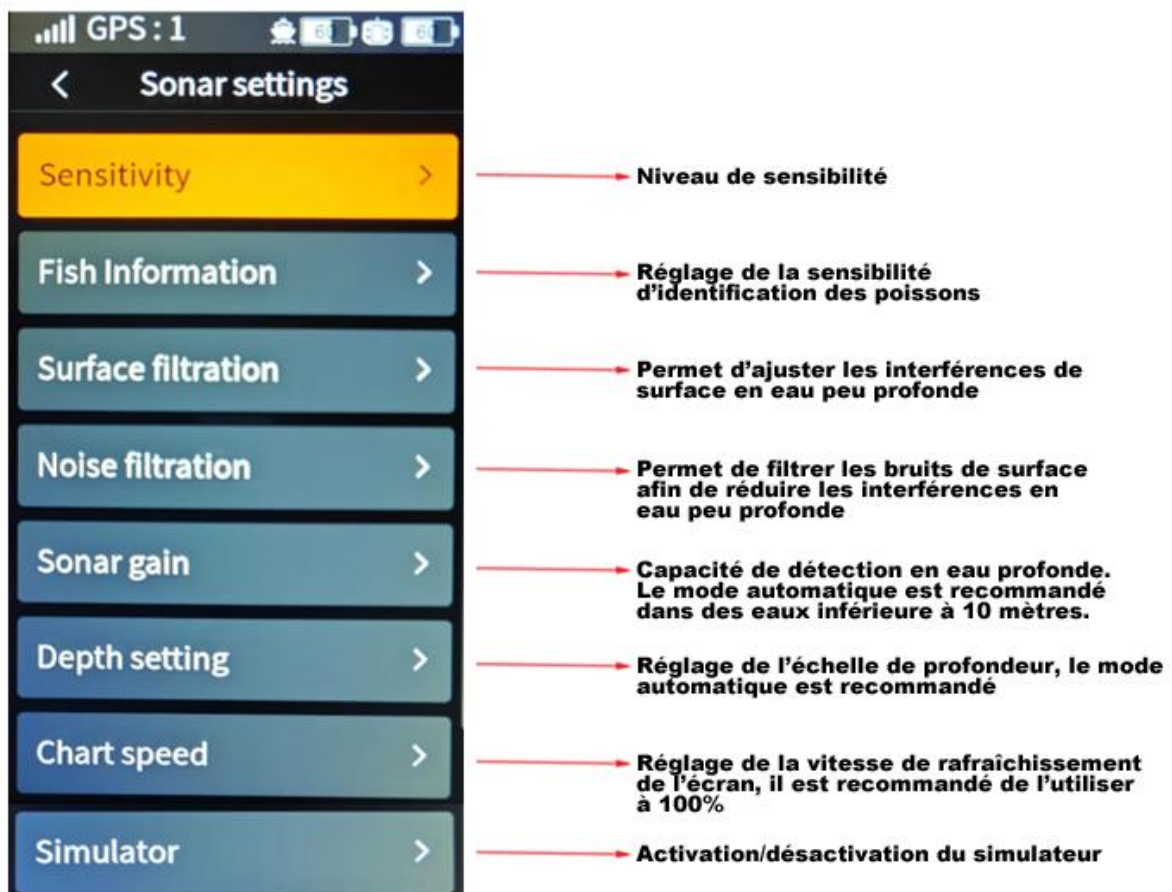 GPS : 1 60 60
Sonar settings
Sensitivity
Niveau de sensibilité
Fish Information
Réglage de la sensibilité
d'identification des poissons
Surface filtration
Permet d'ajuster les interférences de
surface en eau peu profonde
Noise filtration
Permet de filtrer les bruits de surface
afin de réduire les interférences en
eau peu profonde
Sonar gain
Capacité de détection en eau profonde.
Le mode automatique est recommandé
dans des eaux inférieure à 10 mètres.
Depth setting
Réglage de l'échelle de profondeur, le mode
automatique est recommandé
Chart speed
Réglage de la vitesse de rafraîchissement
de l'écran, il est recommandé de l'utiliser
à 100%
Simulator
Activation/désactivation du simulateur